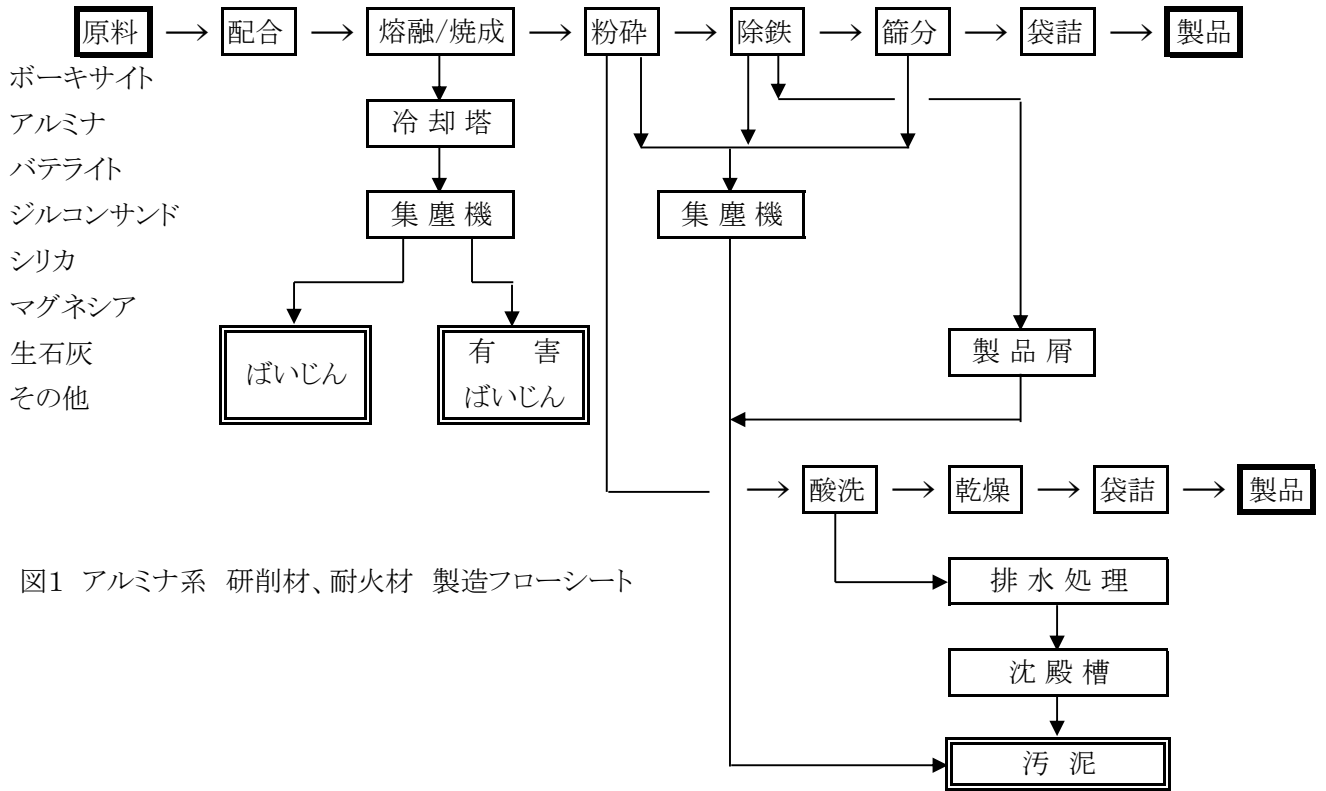 原料 → 配合 → 熔融/焼成 → 粉砕 → 除鉄 → 篩分 → 袋詰 → 製品
ボーキサイト
アルミナ
バテライト
ジルコンサンド
シリカ
マグネシア
生石灰
その他
冷却塔
集塵機
集塵機
ばいじん
有害
ばいじん
製品屑
→ 酸洗 → 乾燥 → 袋詰 → 製品
図1 アルミナ系 研削材、耐火材 製造フローシート
排水処理
沈殿槽
汚泥